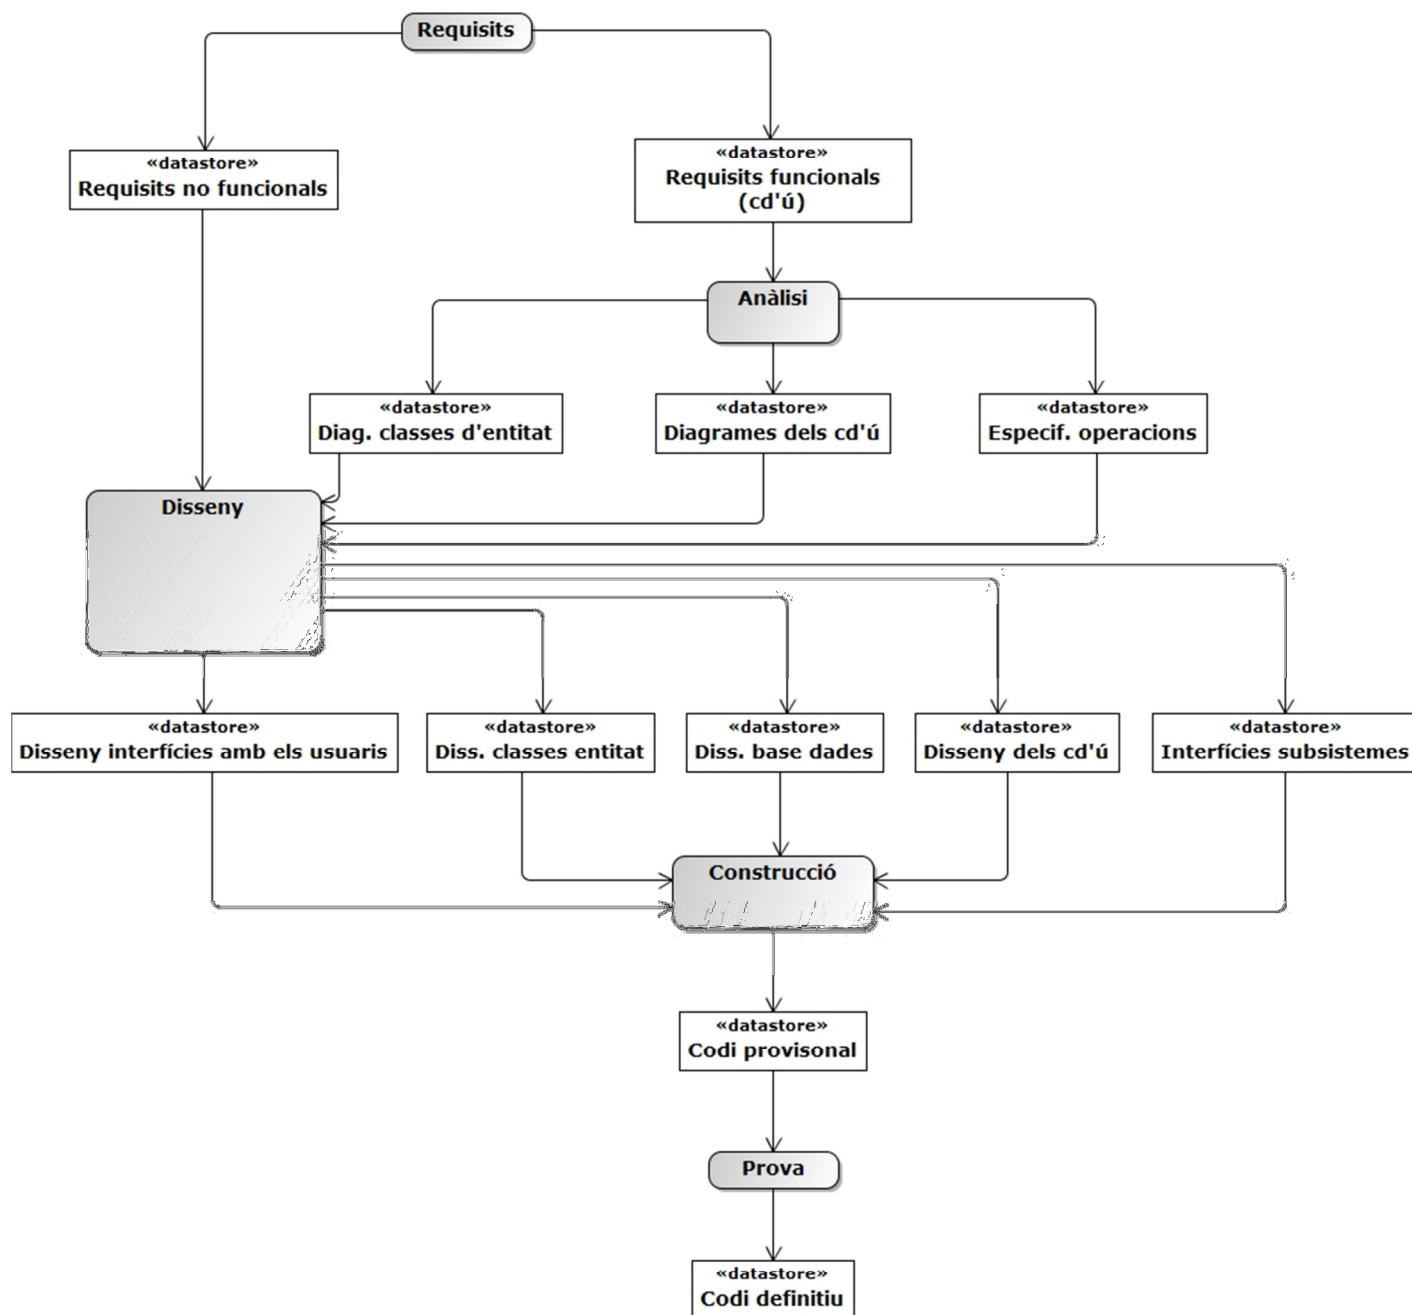 Requisits
«datastore»
Requisits no funcionals
«datastore»
Requisits funcionals
(cd'ú)
Anàlisi
«datastore»
Diag. classes d'entitat
«datastore»
Diagrames dels cd'ú
«datastore»
Especif. operacions
Disseny
«datastore»
Disseny interfícies amb els usuaris
«datastore»
Diss. classes entitat
«datastore»
Diss. base dades
«datastore»
Disseny dels cd'ú
«datastore»
Interfícies subsistemes
Construcció
«datastore»
Codi provisonal
Prova
«datastore»
Codi definitiu